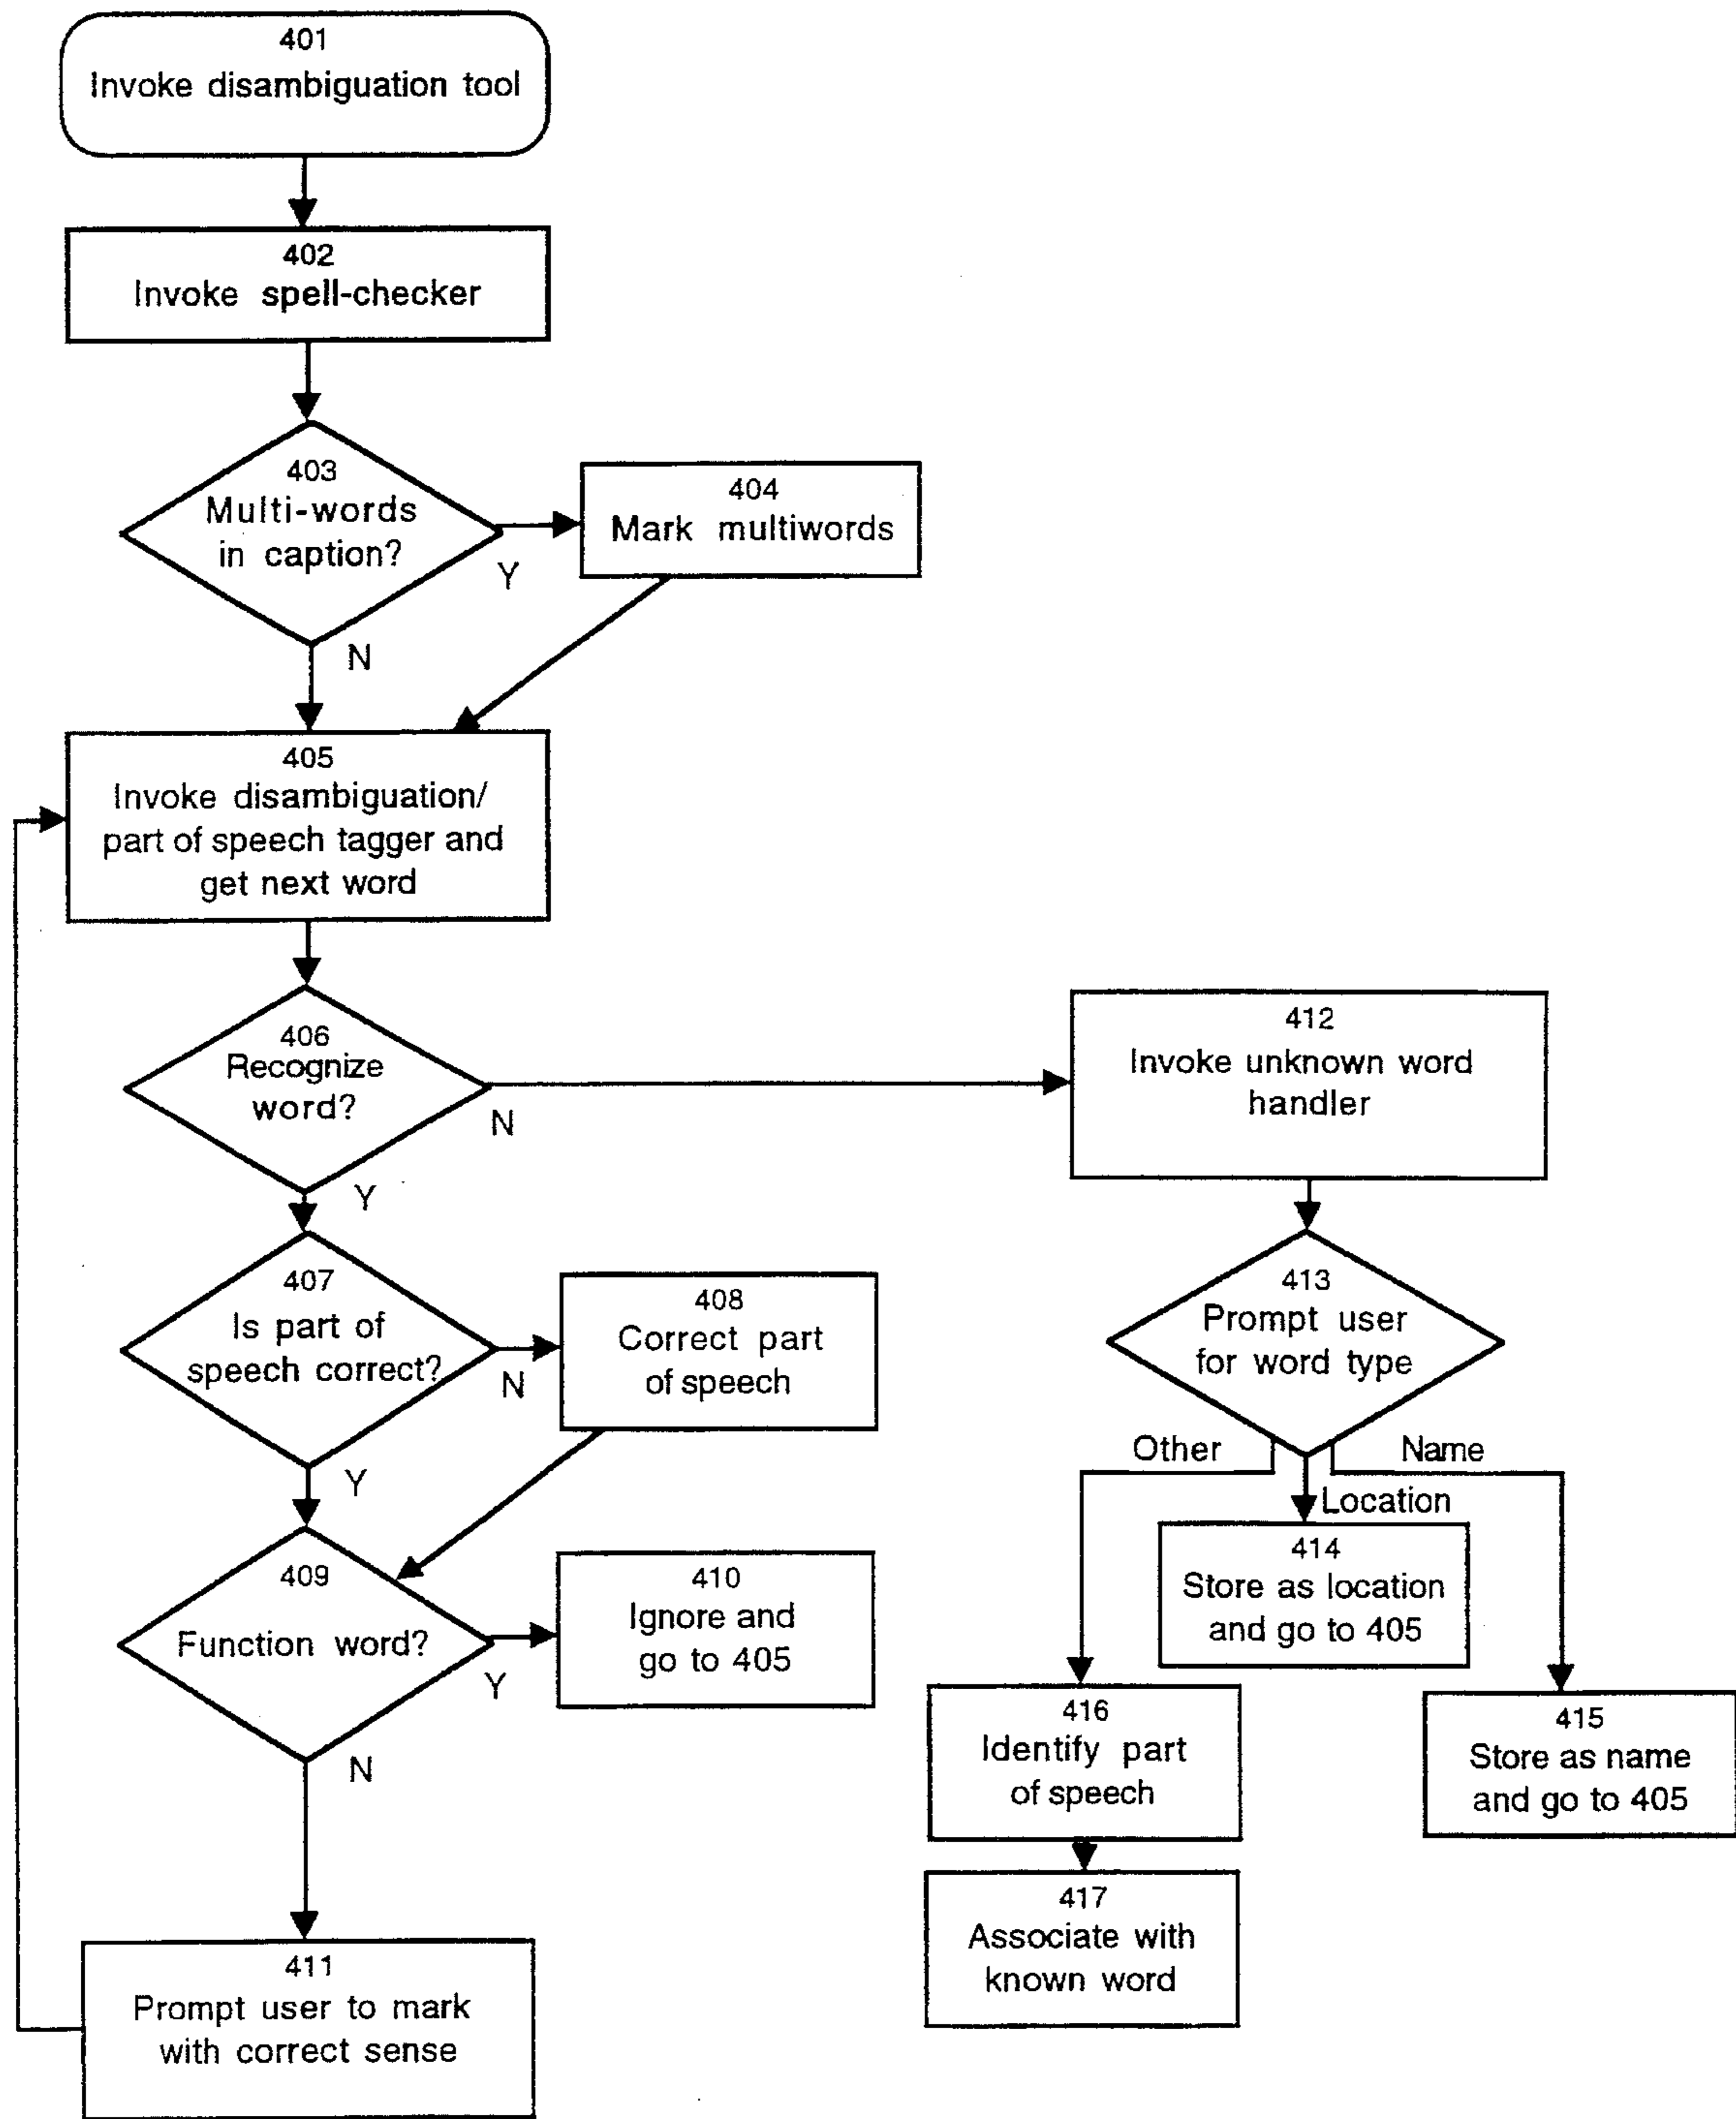 401
Invoke disambiguation tool
402
Invoke spell-checker
403
Multi-words
in caption?
Y
N
404
Mark multiwords
405
Invoke disambiguation/
part of speech tagger and
get next word
406
Recognize
word?
N
Y
412
Invoke unknown word
handler
407
Is part of
speech correct?
N
Y
408
Correct part
of speech
413
Prompt user
for word type
Other
Name
Location
409
Function word?
Y
N
410
Ignore and
go to 405
414
Store as location
and go to 405
416
Identify part
of speech
415
Store as name
and go to 405
417
Associate with
known word
411
Prompt user to mark
with correct sense